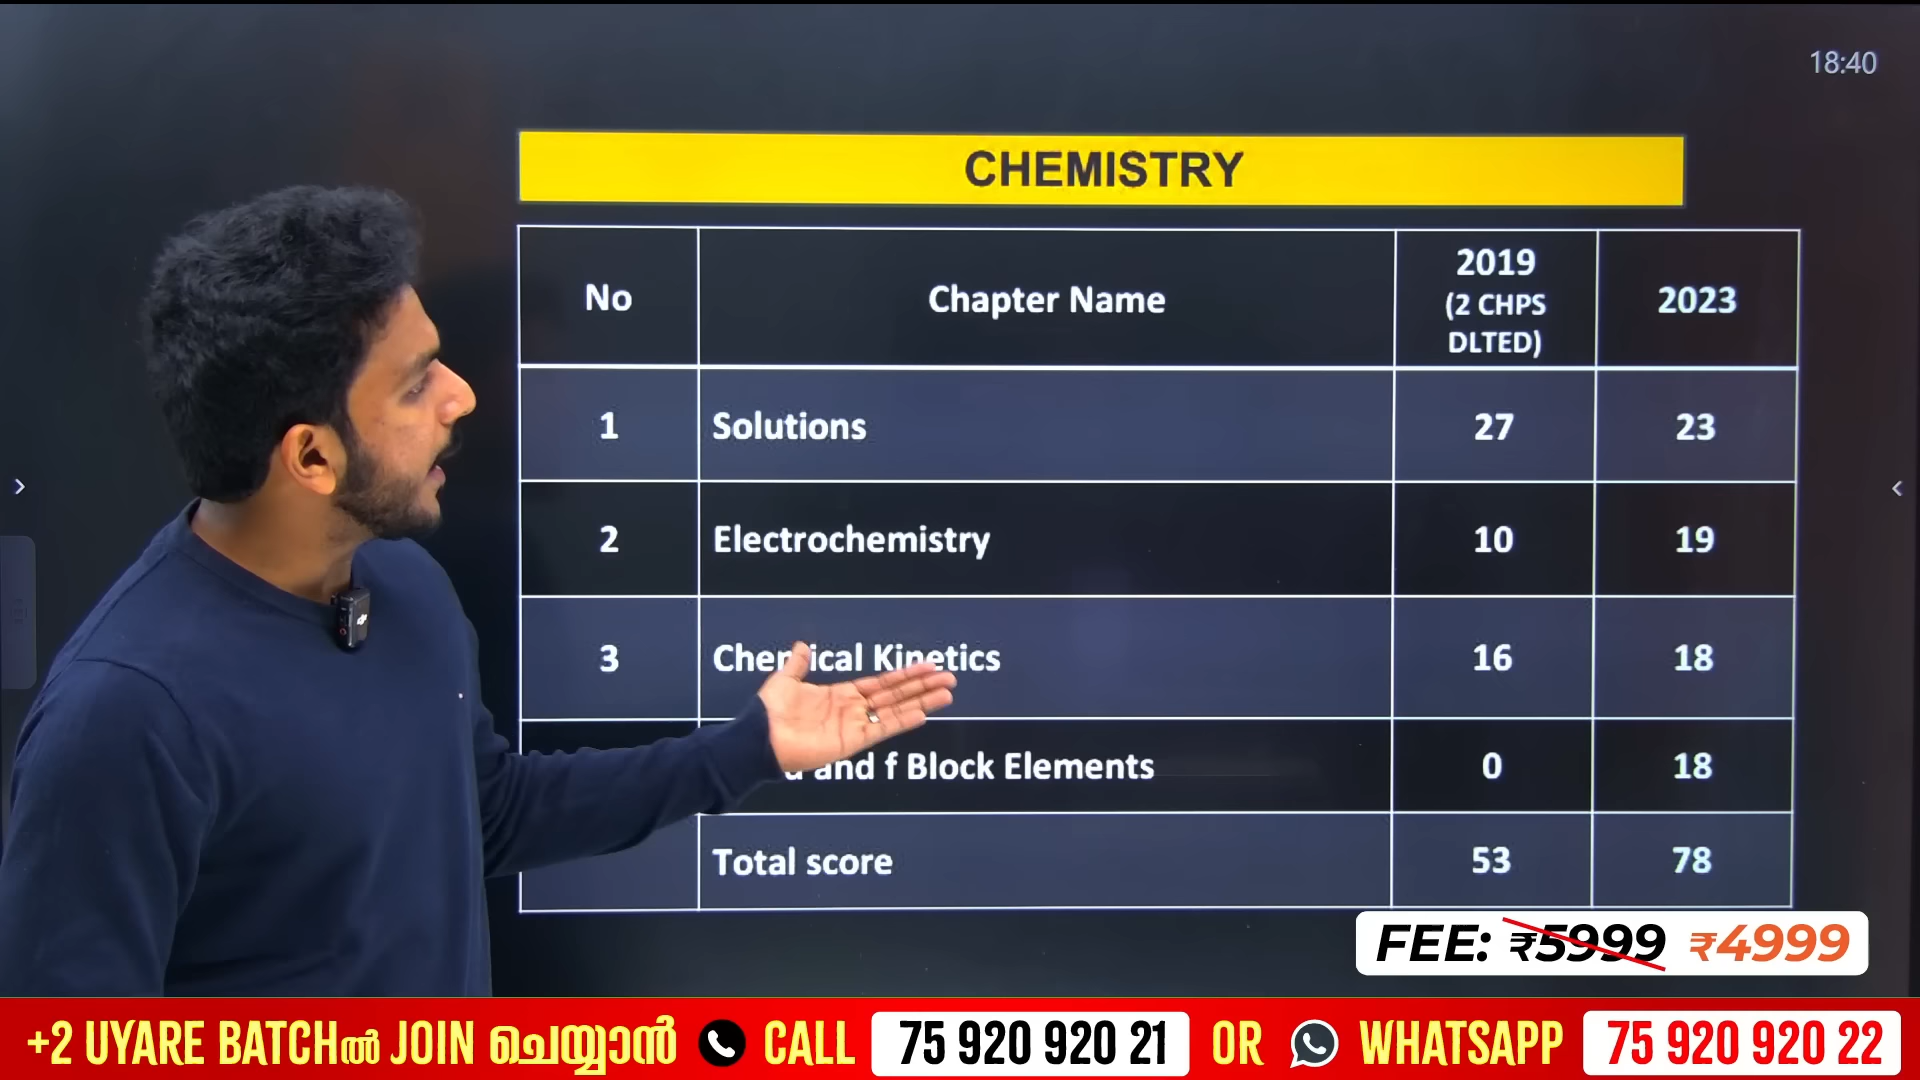 18:40
CHEMISTRY
No Chapter Name 2019 (2 CHPS DLTED) 2023
1 Solutions 27 23
2 Electrochemistry 10 19
3 Chemical Kinetics 16 18
and f Block Elements 0 18
Total score 53 78
FEE: ₹5999 ₹4999
+2 UYARE BATCHൽ JOIN ചെയ്യാൻ CALL 75 920 920 21 OR WHATSAPP 75 920 920 22